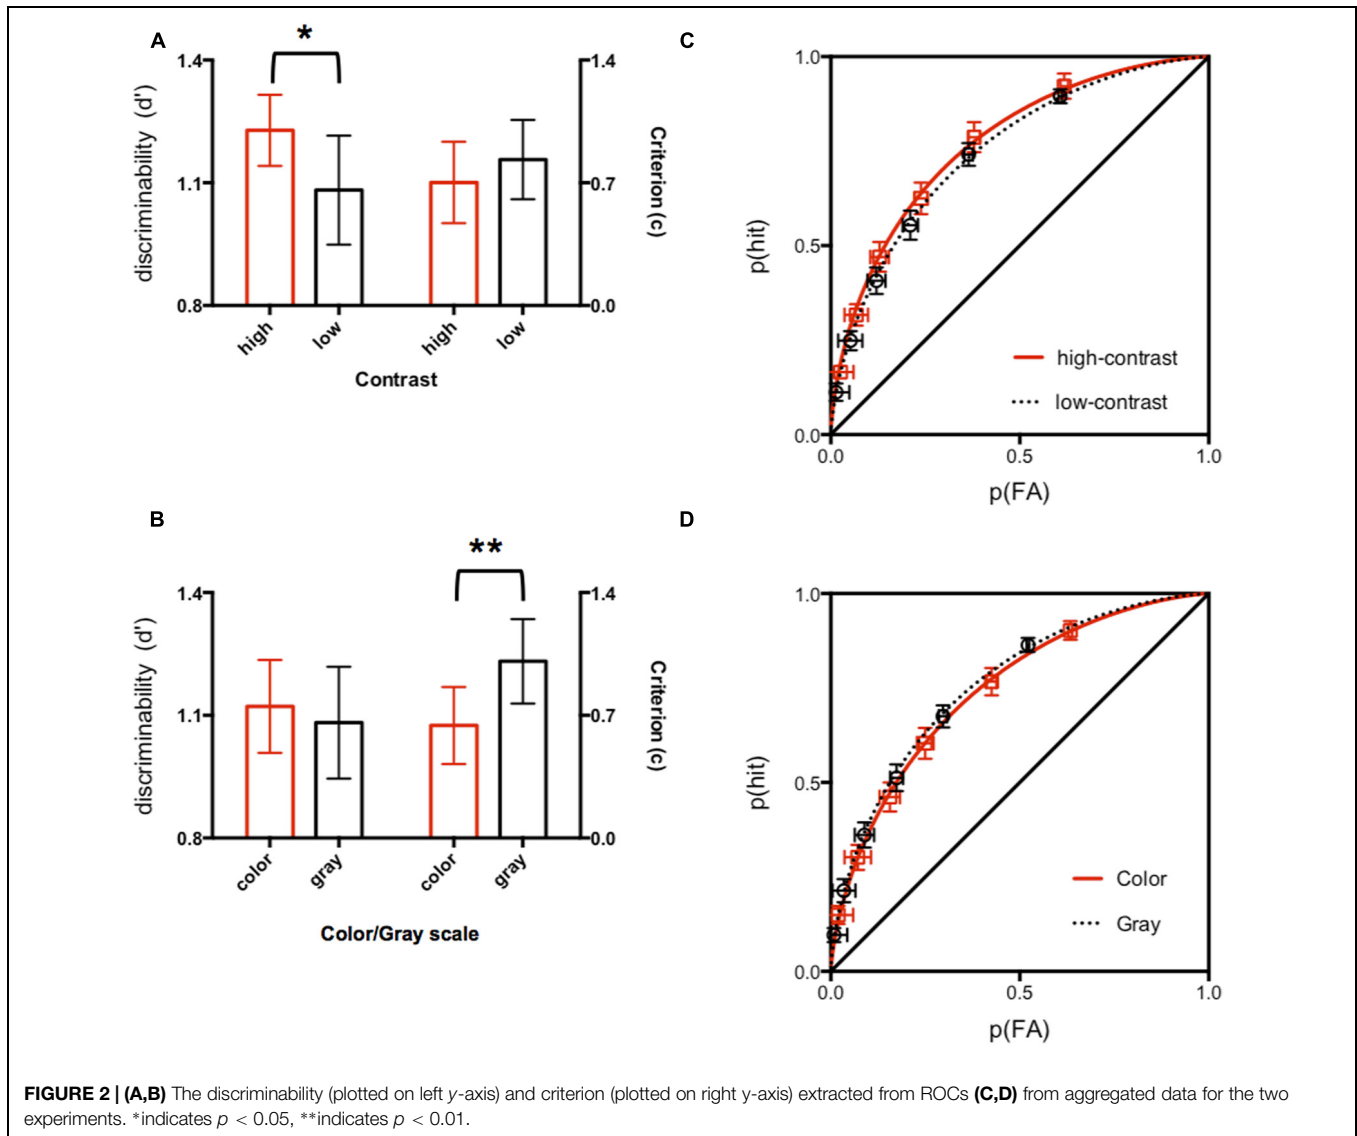 A
*
1.4
1.1
0.8
discriminability (d')
1.4
0.7
0.0
Criterion (c)
high
low
high
low
Contrast
C
1.0
0.5
0.0
p(hit)
high-contrast
low-contrast
0.0
0.5
1.0
p(FA)
B
**
1.4
1.1
0.8
discriminability (d')
1.4
0.7
0.0
Criterion (c)
color
gray
color
gray
Color/Gray scale
D
1.0
0.5
0.0
p(hit)
Color
Gray
0.0
0.5
1.0
p(FA)
FIGURE 2 | (A,B) The discriminability (plotted on left y-axis) and criterion (plotted on right y-axis) extracted from ROCs (C,D) from aggregated data for the two
experiments. *indicates p < 0.05, **indicates p < 0.01.